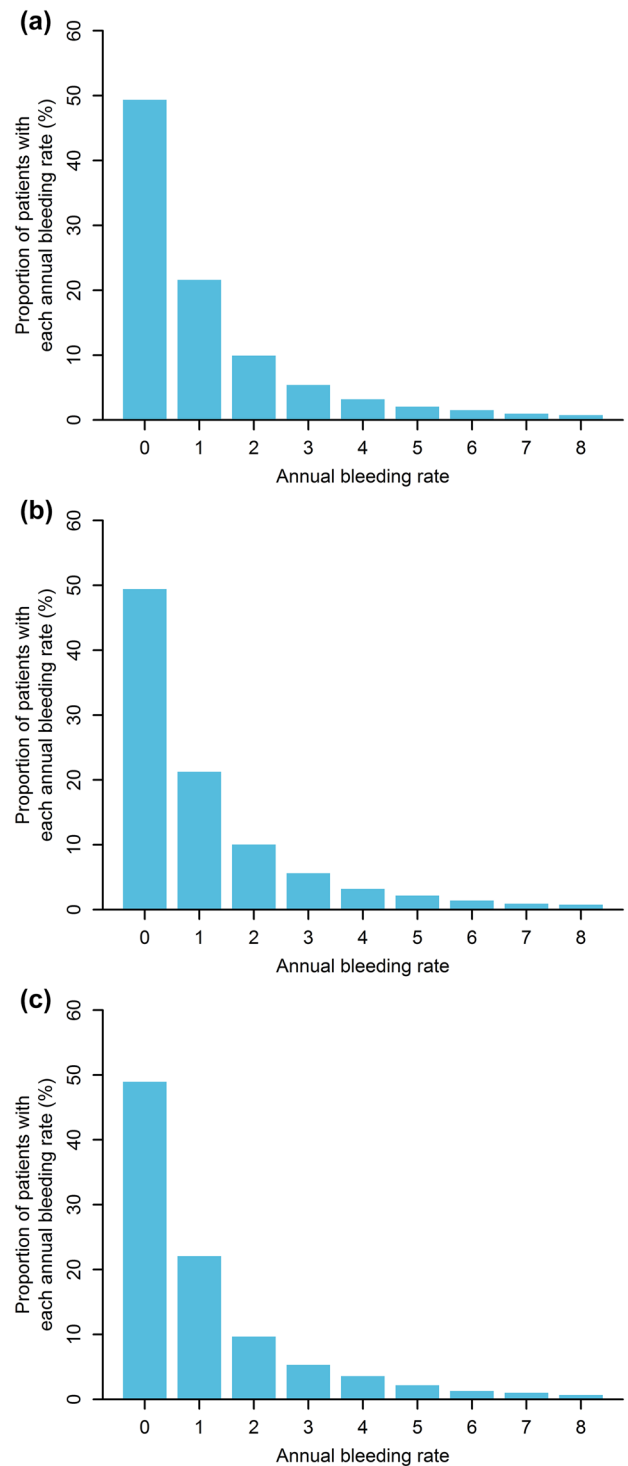 (a)
Proportion of patients with
each annual bleeding rate (%)
60
50
40
30
20
10
0
0 1 2 3 4 5 6 7 8
Annual bleeding rate
(b)
Proportion of patients with
each annual bleeding rate (%)
60
50
40
30
20
10
0
0 1 2 3 4 5 6 7 8
Annual bleeding rate
(c)
Proportion of patients with
each annual bleeding rate (%)
60
50
40
30
20
10
0
0 1 2 3 4 5 6 7 8
Annual bleeding rate